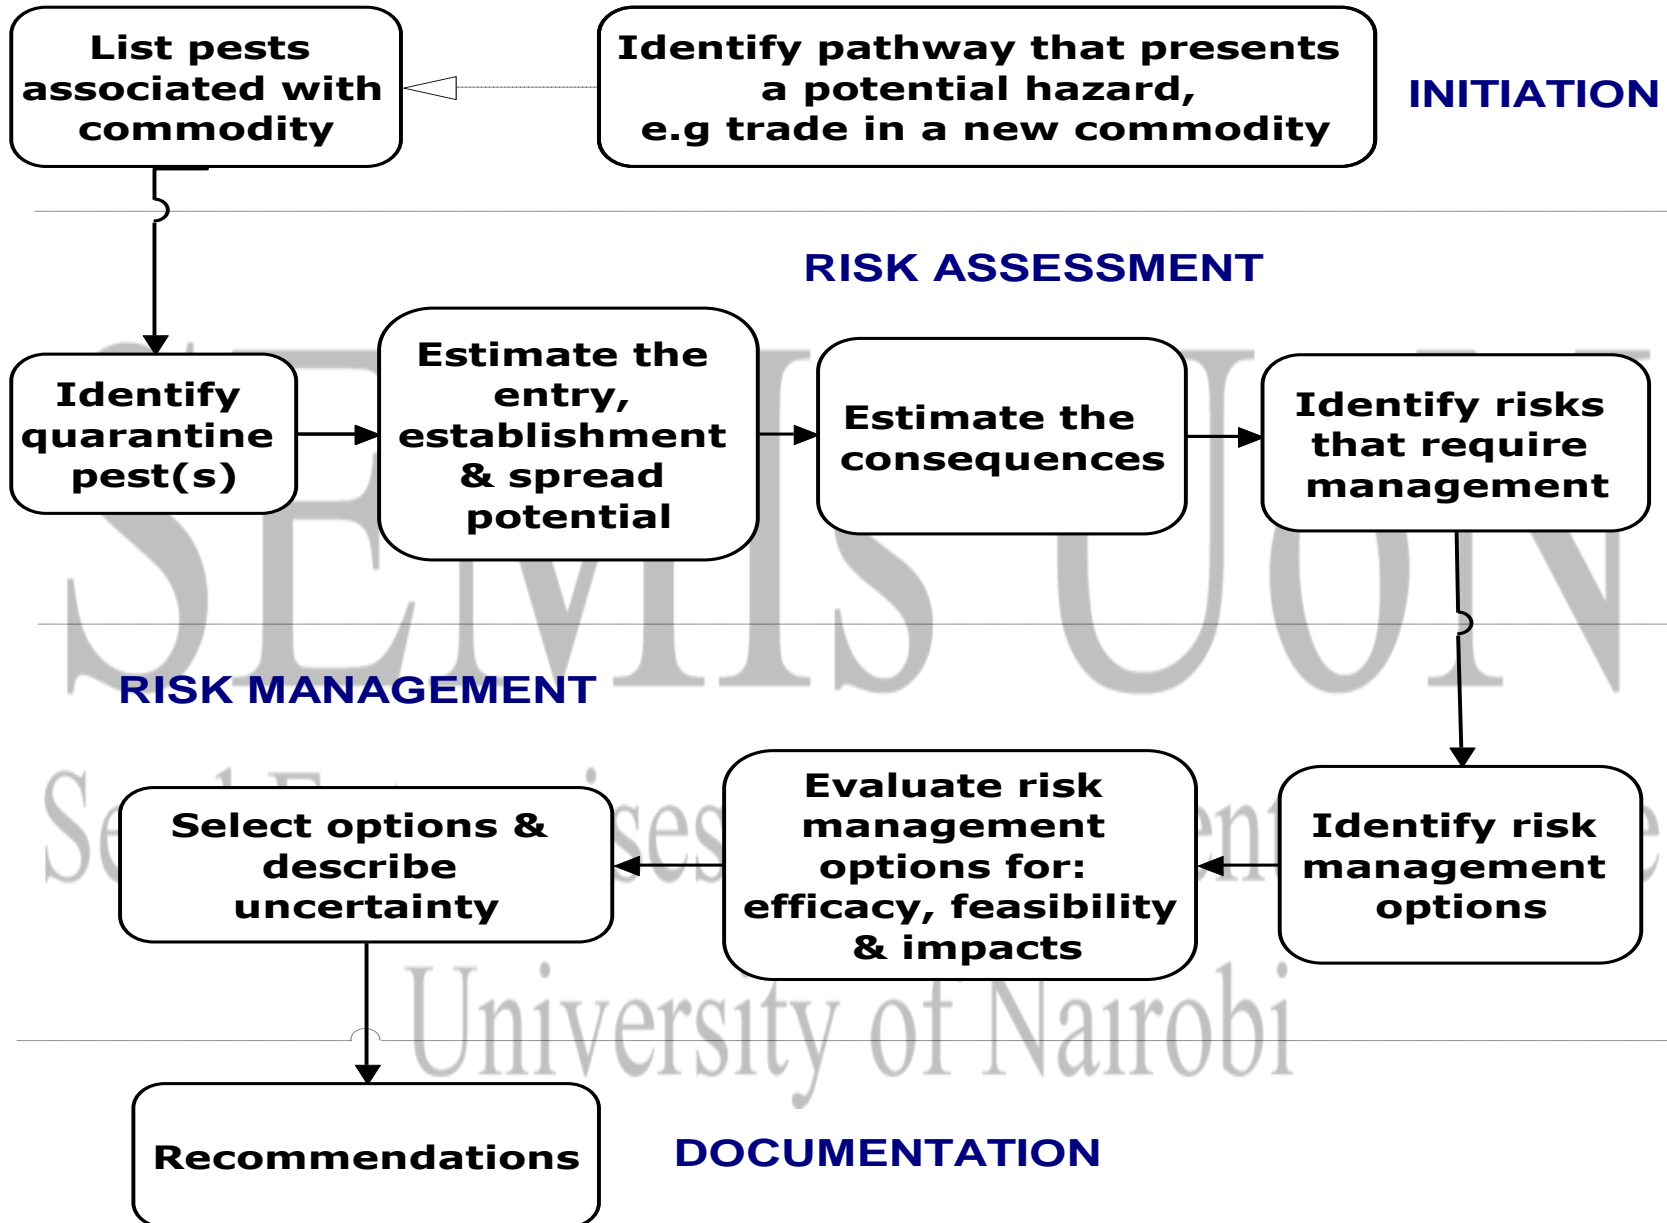 List pests
associated with
commodity
Identify pathway that presents
a potential hazard,
e.g trade in a new commodity
INITIATION
RISK ASSESSMENT
Identify
quarantine
pest(s)
Estimate the
entry,
establishment
& spread
potential
Estimate the
consequences
Identify risks
that require
management
SEMIs UoN
RISK MANAGEMENT
Select options &
describe
uncertainty
Evaluate risk
management
options for:
efficacy, feasibility
& impacts
Identify risk
management
options
University of Nairobi
Recommendations
DOCUMENTATION